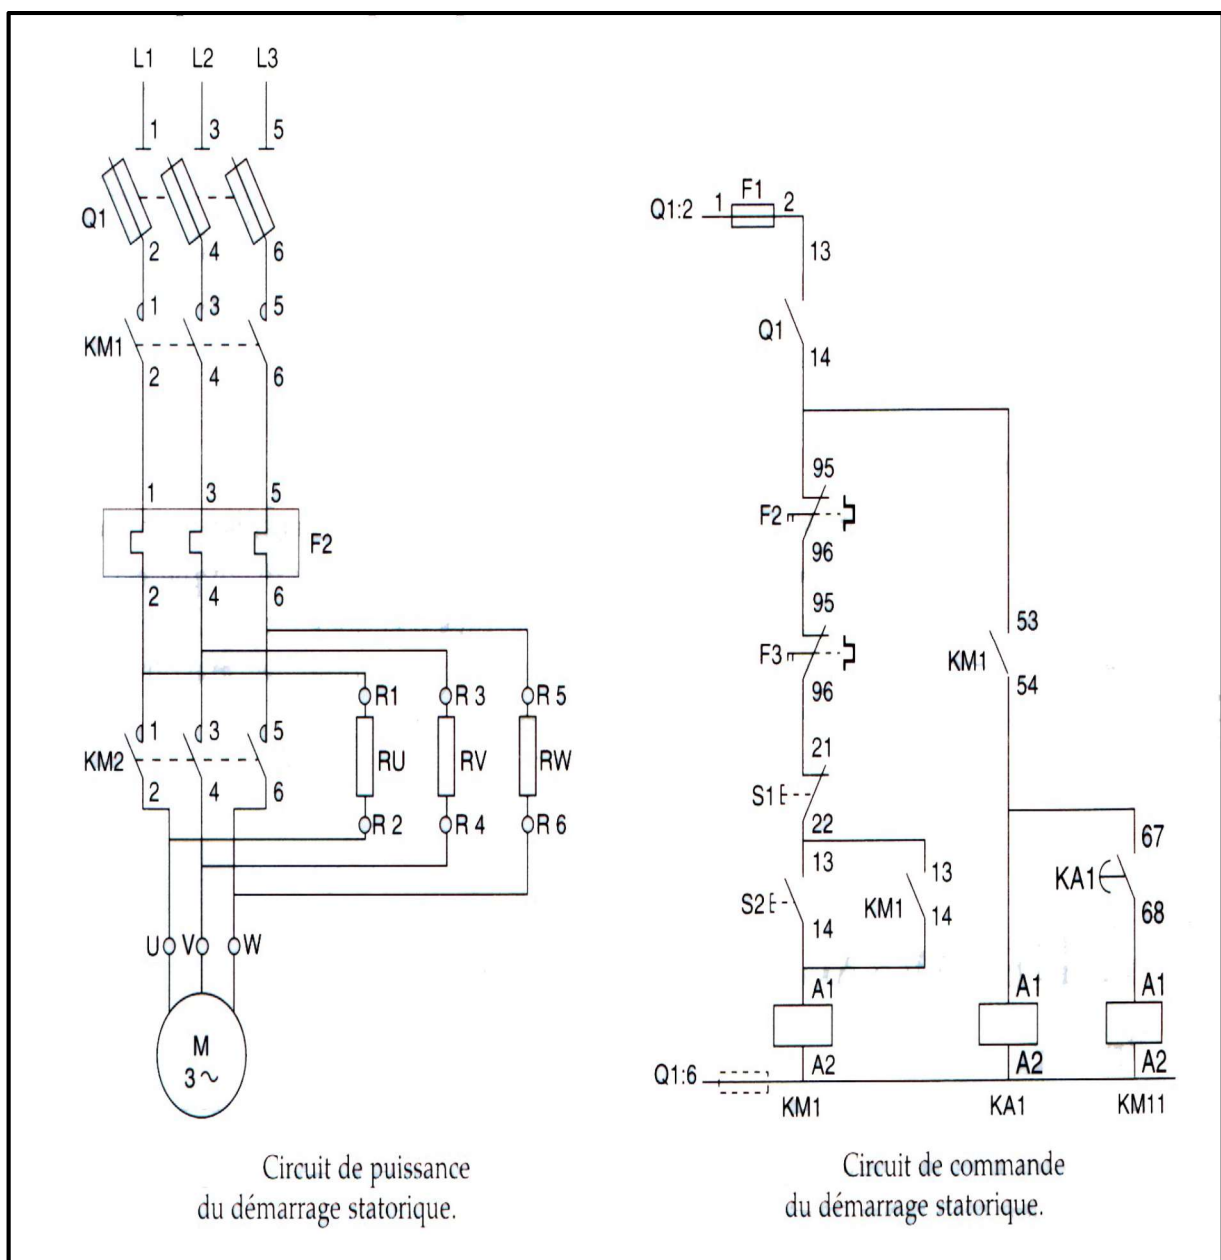 L1 L2 L3
1 3 5
Q1
2 4 6
1 3 5
KM1
2 4 6
1 3 5
F2
2 4 6
R1 R 3 R 5
1 3 5
KM2
RU RV RW
2 4 6
R 2 R 4 R 6
U V W
M
3~
Circuit de puissance
du démarrage statorique.
Q1:2 1 F1 2
13
Q1
14
95
F2
96
95
F3
96
53
KM1
54
21
S1
22
67
KA1
68
13 13
S2 KM1
14 14
A1 A1 A1
A2 A2 A2
Q1:6
KM1 KA1 KM11
Circuit de commande
du démarrage statorique.